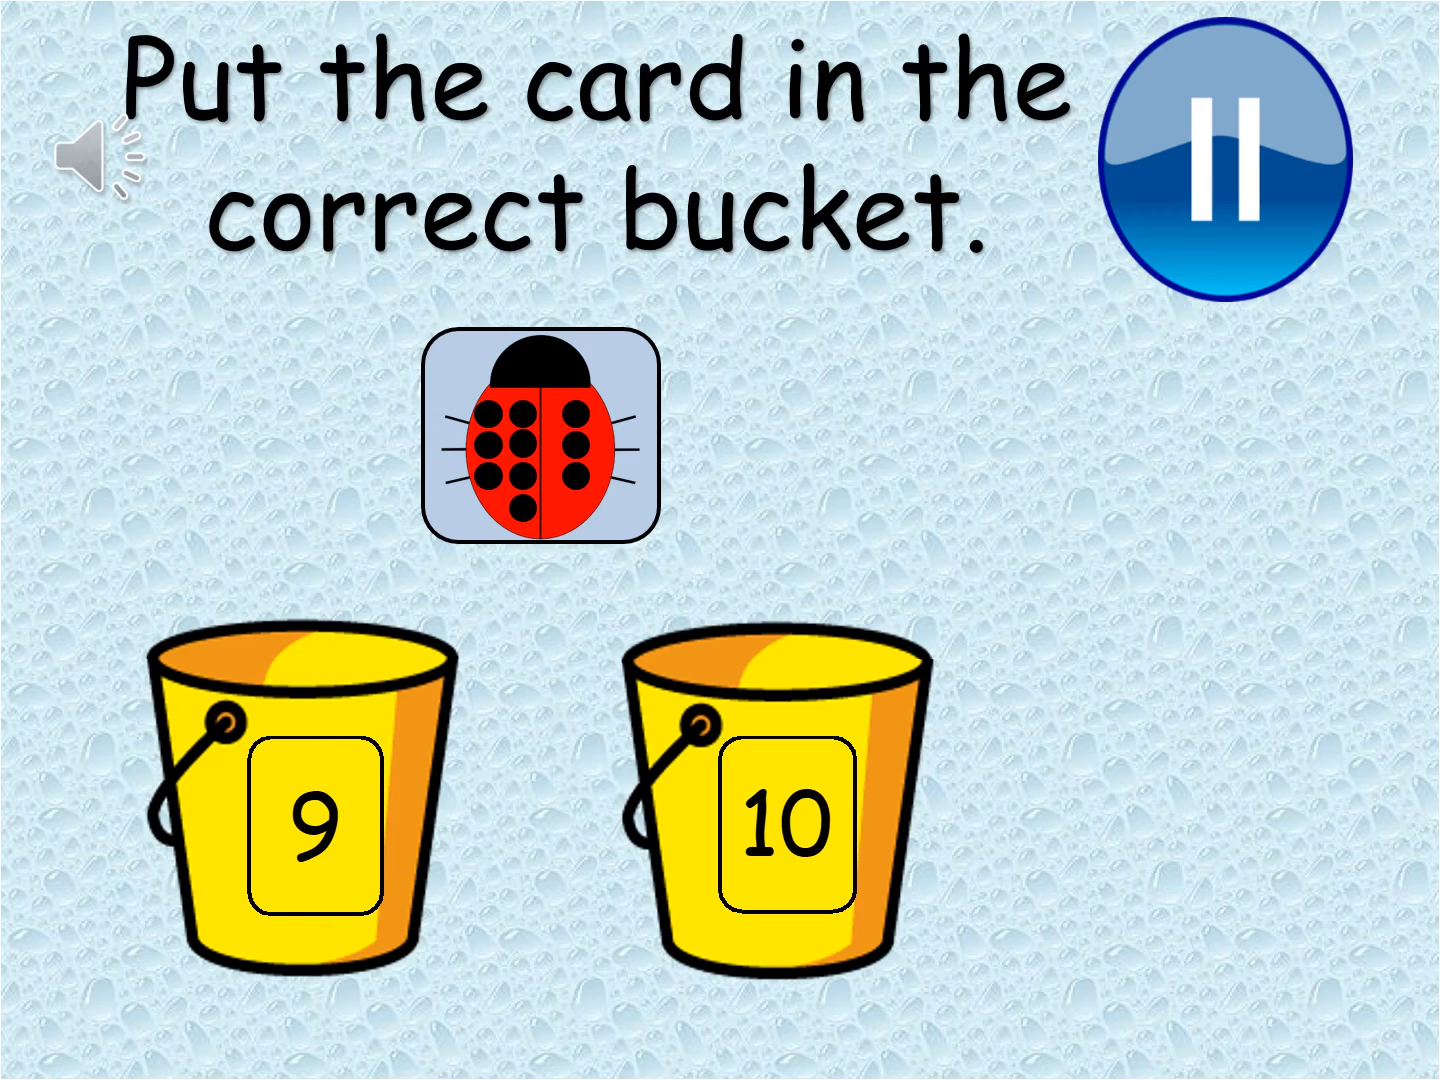 Put the card in the
correct bucket.
9
10